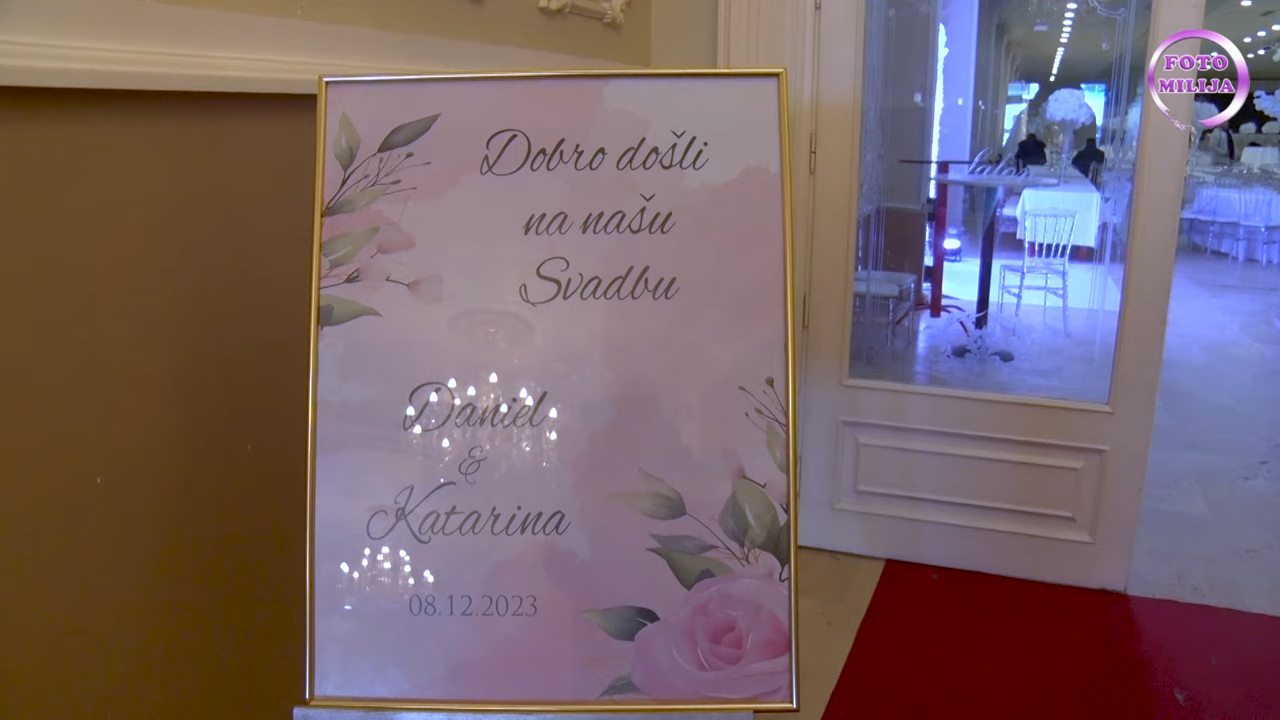 Dobro došli
na našu
Svadbu
Daniel
&
Katarina
08.12.2023
FOTO
MILIJA